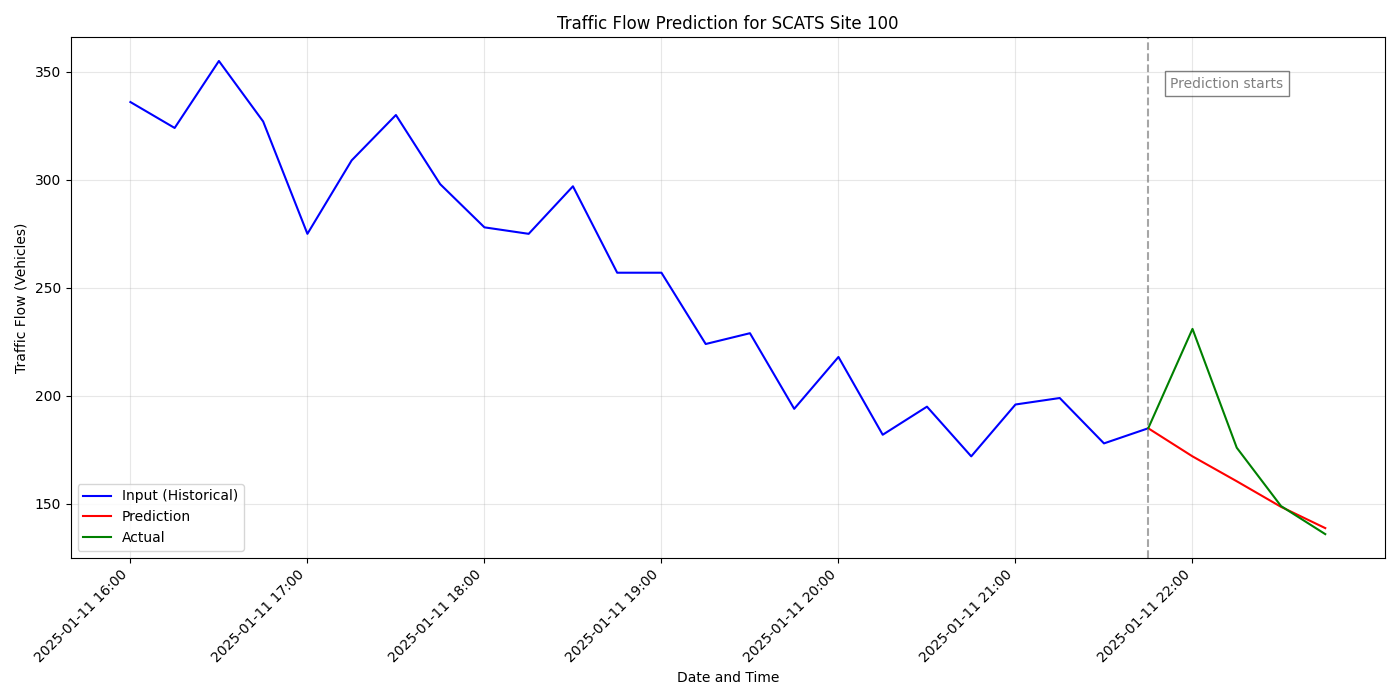 Traffic Flow Prediction for SCATS Site 100
Prediction starts
Traffic Flow (Vehicles)
350
300
250
200
150
Input (Historical)
Prediction
Actual
2025-01-11 16:00
2025-01-11 17:00
2025-01-11 18:00
2025-01-11 19:00
2025-01-11 20:00
2025-01-11 21:00
2025-01-11 22:00
Date and Time